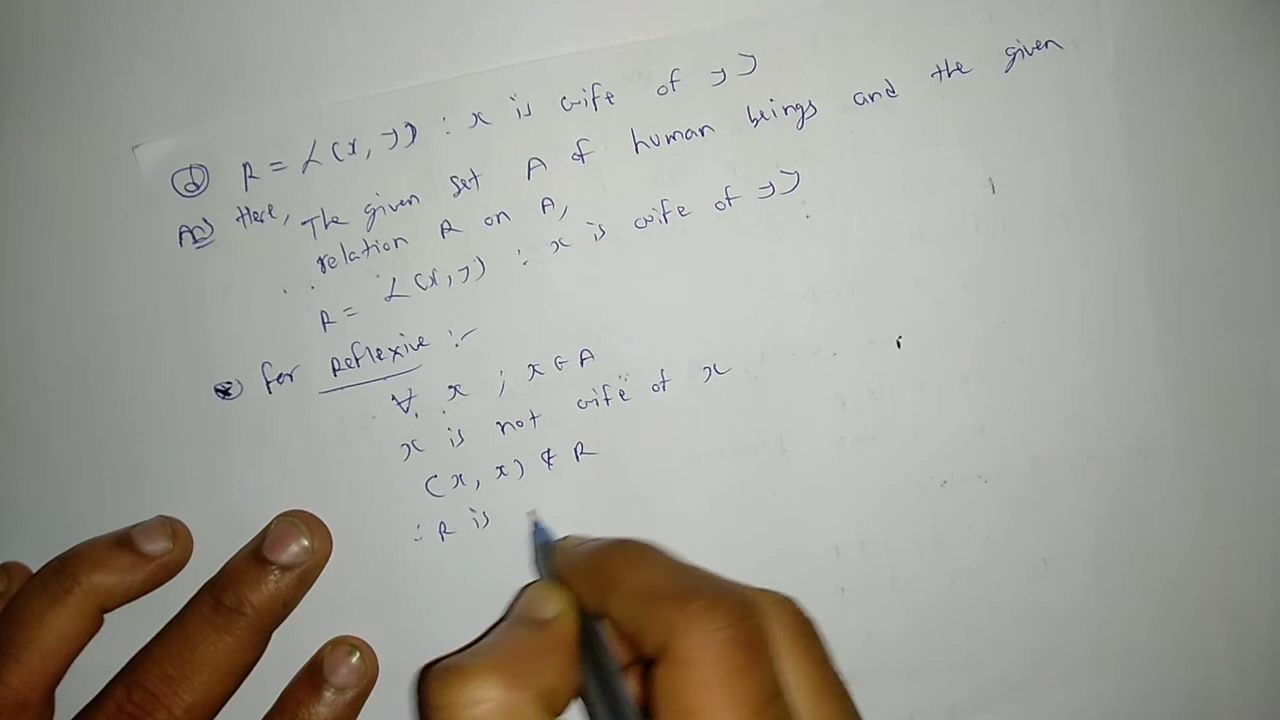 (d) R = {(x, y) : x is wife of y}
Ans Here, The given set A of human beings and the given
relation R on A,
R = {(x, y) : x is wife of y}
* For Reflexive :-
∀ x ; x ∈ A
x is not wife of x
(x, x) ∉ R
∴ R is